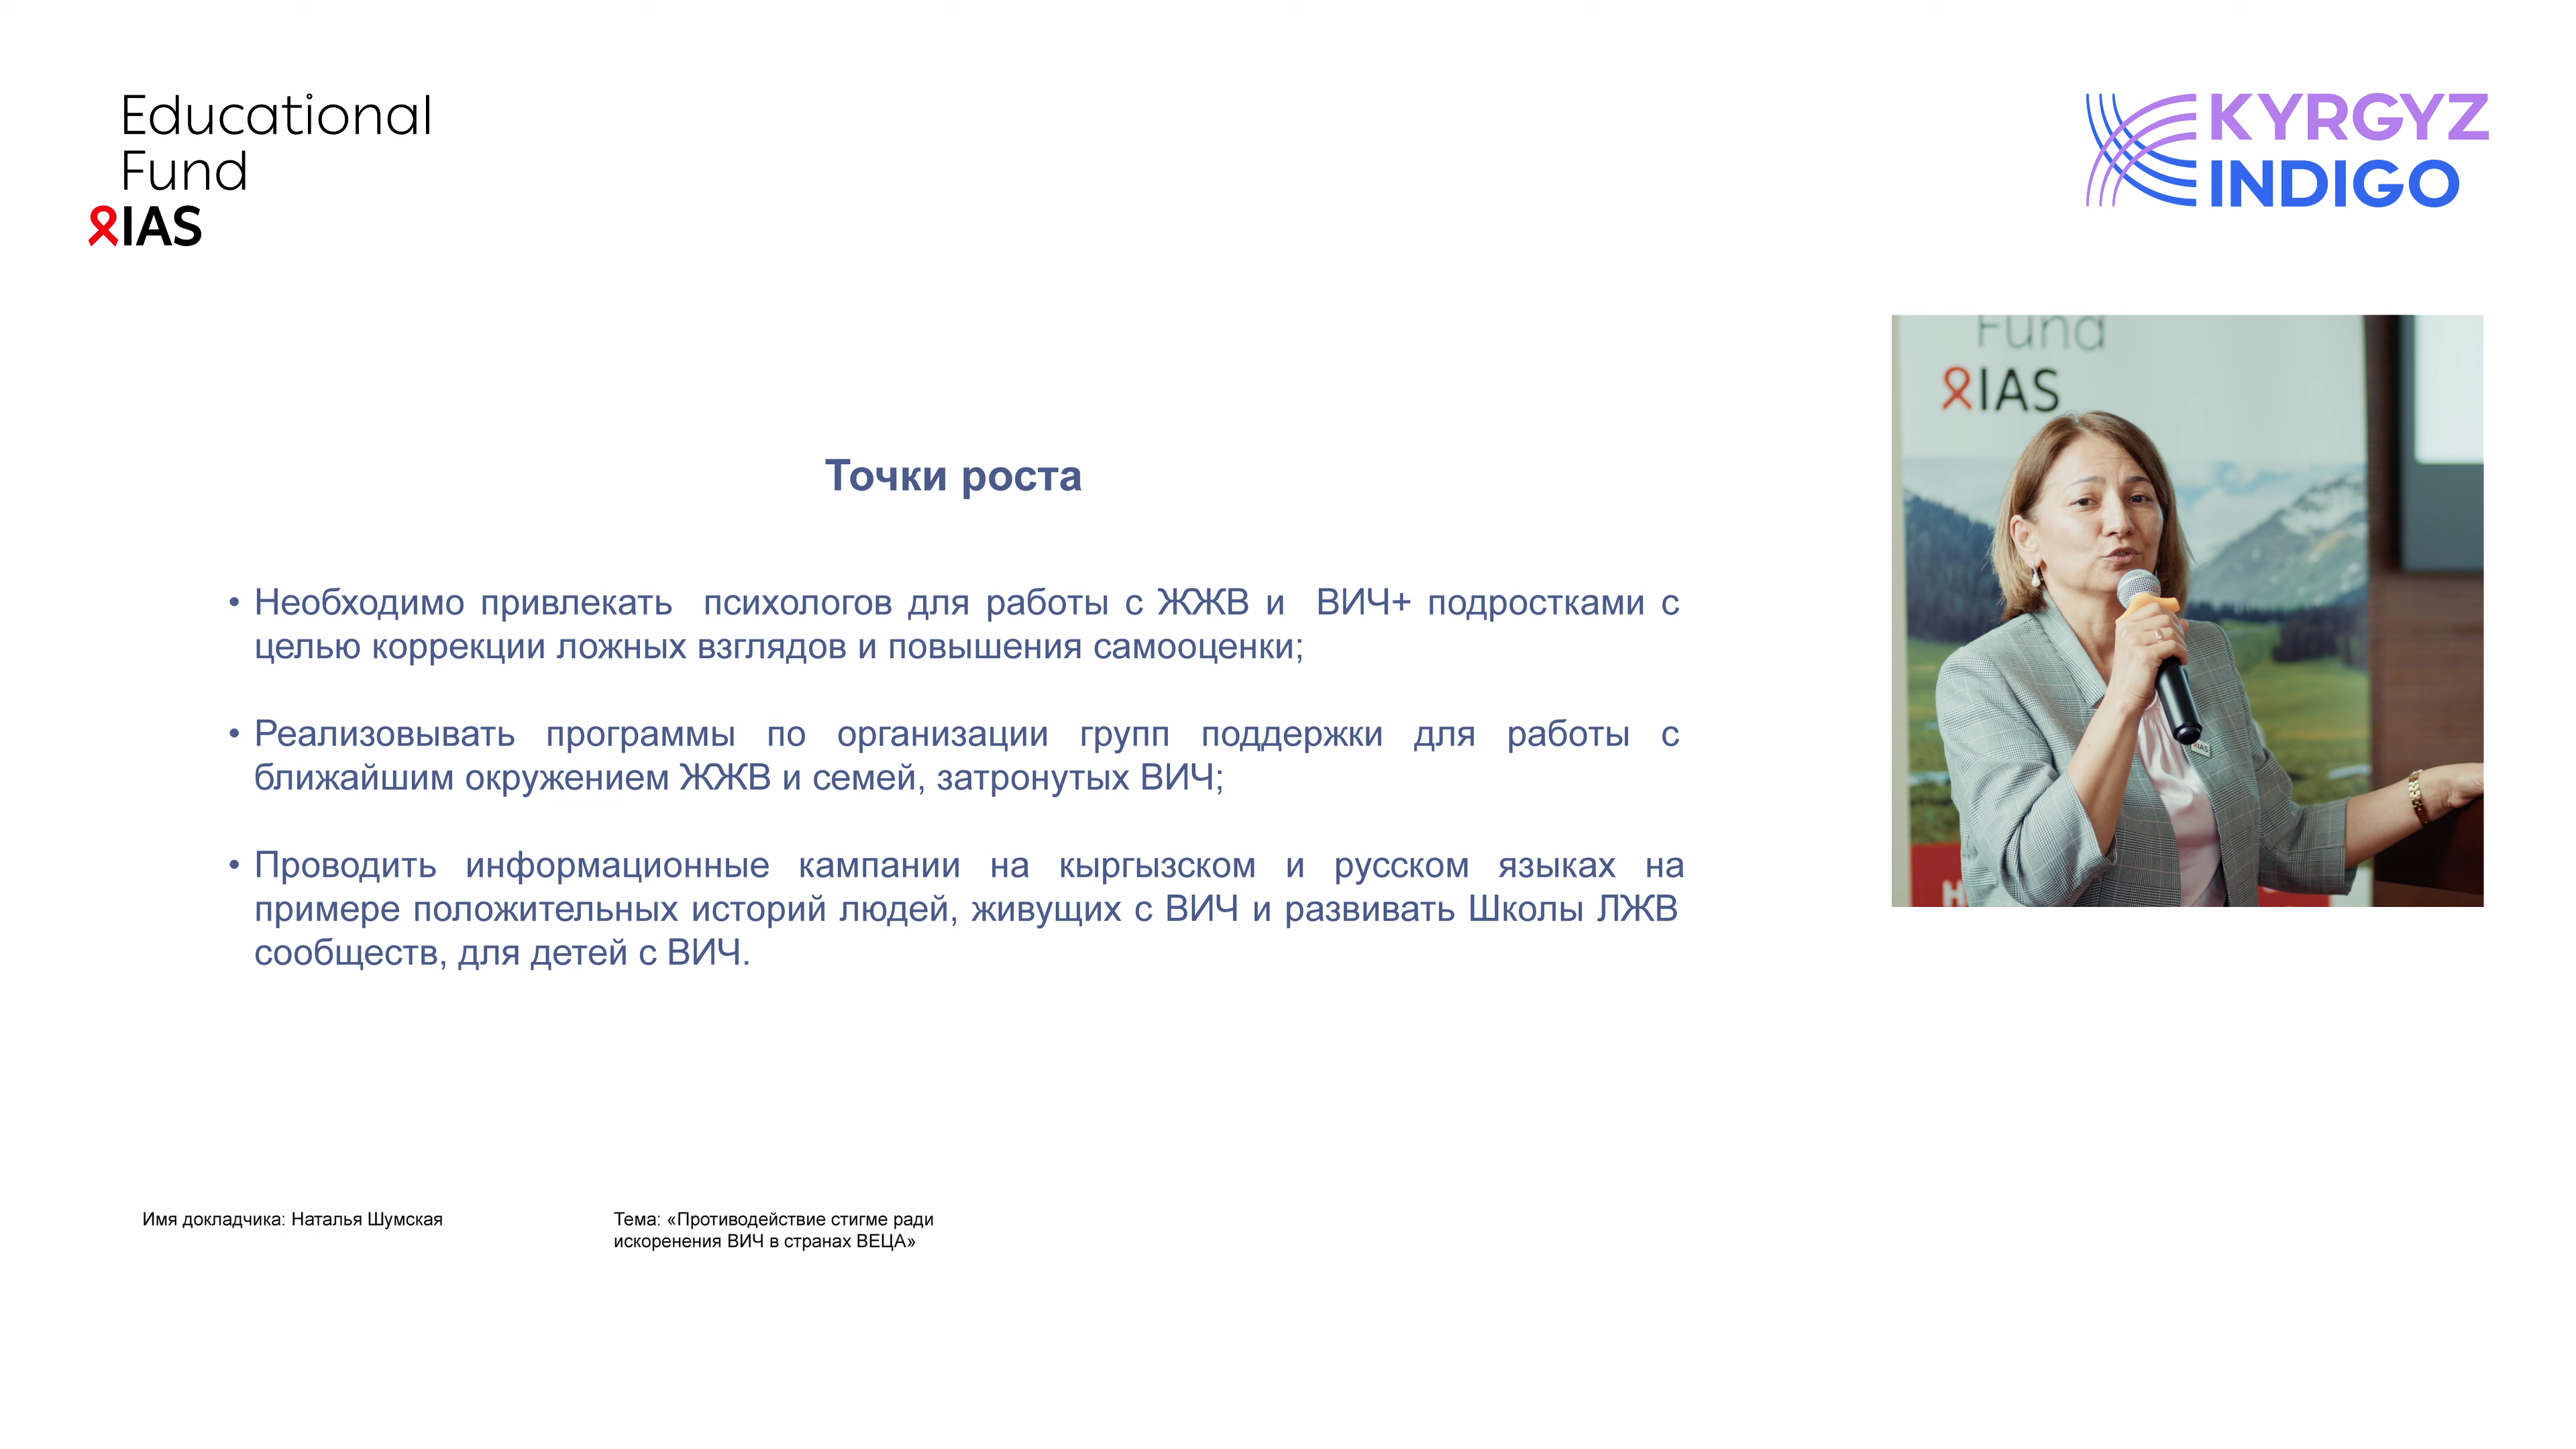 Educational
Fund
IAS
KYRGYZ
INDIGO
Fund
IAS
Точки роста
• Необходимо привлекать психологов для работы с ЖЖВ и ВИЧ+ подростками с
целью коррекции ложных взглядов и повышения самооценки;
• Реализовывать программы по организации групп поддержки для работы с
ближайшим окружением ЖЖВ и семей, затронутых ВИЧ;
• Проводить информационные кампании на кыргызском и русском языках на
примере положительных историй людей, живущих с ВИЧ и развивать Школы ЛЖВ
сообществ, для детей с ВИЧ.
Имя докладчика: Наталья Шумская
Тема: «Противодействие стигме ради
искоренения ВИЧ в странах ВЕЦА»